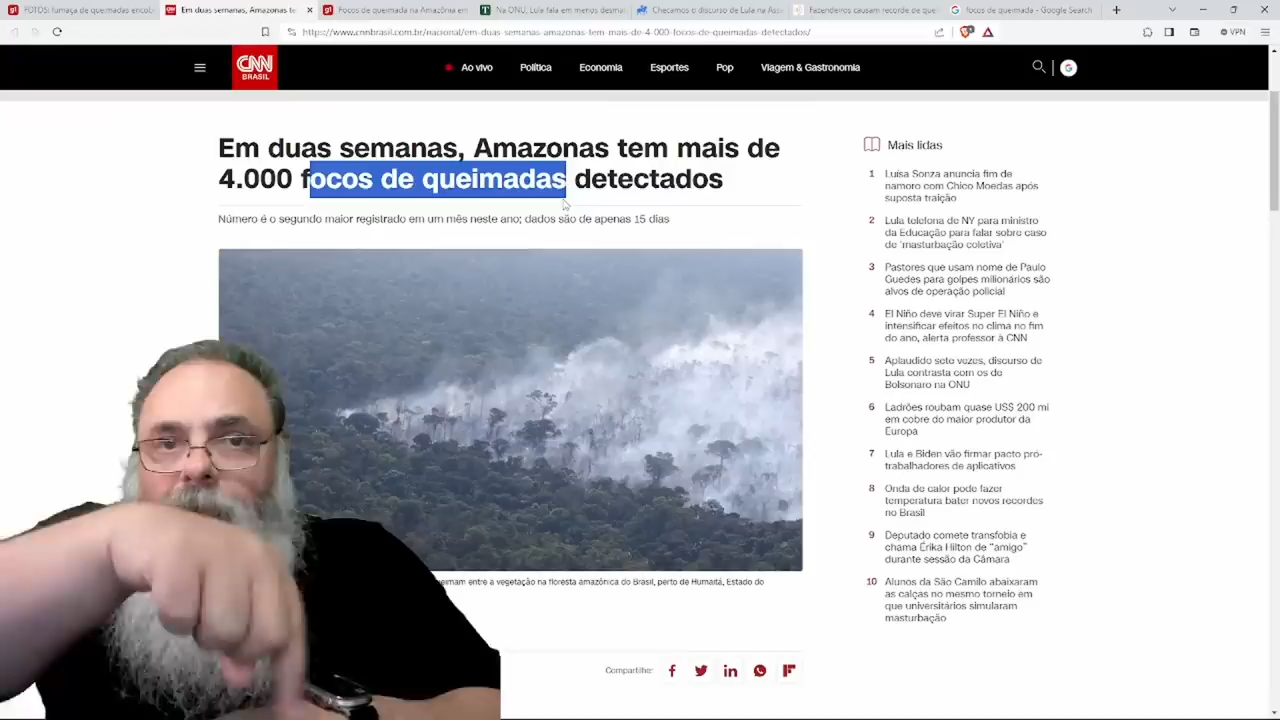 FOTOS: fumaça de queimadas encob
Em duas semanas, Amazonas te
Focos de queimada na Amazônia em
Na ONU, Lula fala em menos desma
Checamos o discurso de Lula na Ass
Fazendeiros causam recorde de que
focos de queimada - Google Search
https://www.cnnbrasil.com.br/nacional/em-duas-semanas-amazonas-tem-mais-de-4-000-focos-de-queimadas-detectados/
VPN
CNN
BRASIL
Ao vivo
Política
Economia
Esportes
Pop
Viagem & Gastronomia
Em duas semanas, Amazonas tem mais de
4.000 focos de queimadas detectados
Número é o segundo maior registrado em um mês neste ano; dados são de apenas 15 dias
eimam entre a vegetação na floresta amazônica do Brasil, perto de Humaitá, Estado do
Compartilhe:
Mais lidas
1 Luísa Sonza anuncia fim de
namoro com Chico Moedas após
suposta traição
2 Lula telefona de NY para ministro
da Educação para falar sobre caso
de 'masturbação coletiva'
3 Pastores que usam nome de Paulo
Guedes para golpes milionários são
alvos de operação policial
4 El Niño deve virar Super El Niño e
intensificar efeitos no clima no fim
do ano, alerta professor à CNN
5 Aplaudido sete vezes, discurso de
Lula contrasta com os de
Bolsonaro na ONU
6 Ladrões roubam quase US$ 200 mi
em cobre do maior produtor da
Europa
7 Lula e Biden vão firmar pacto pró-
trabalhadores de aplicativos
8 Onda de calor pode fazer
temperatura bater novos recordes
no Brasil
9 Deputado comete transfobia e
chama Érika Hilton de "amigo"
durante sessão da Câmara
10 Alunos da São Camilo abaixaram
as calças no mesmo torneio em
que universitários simularam
masturbação